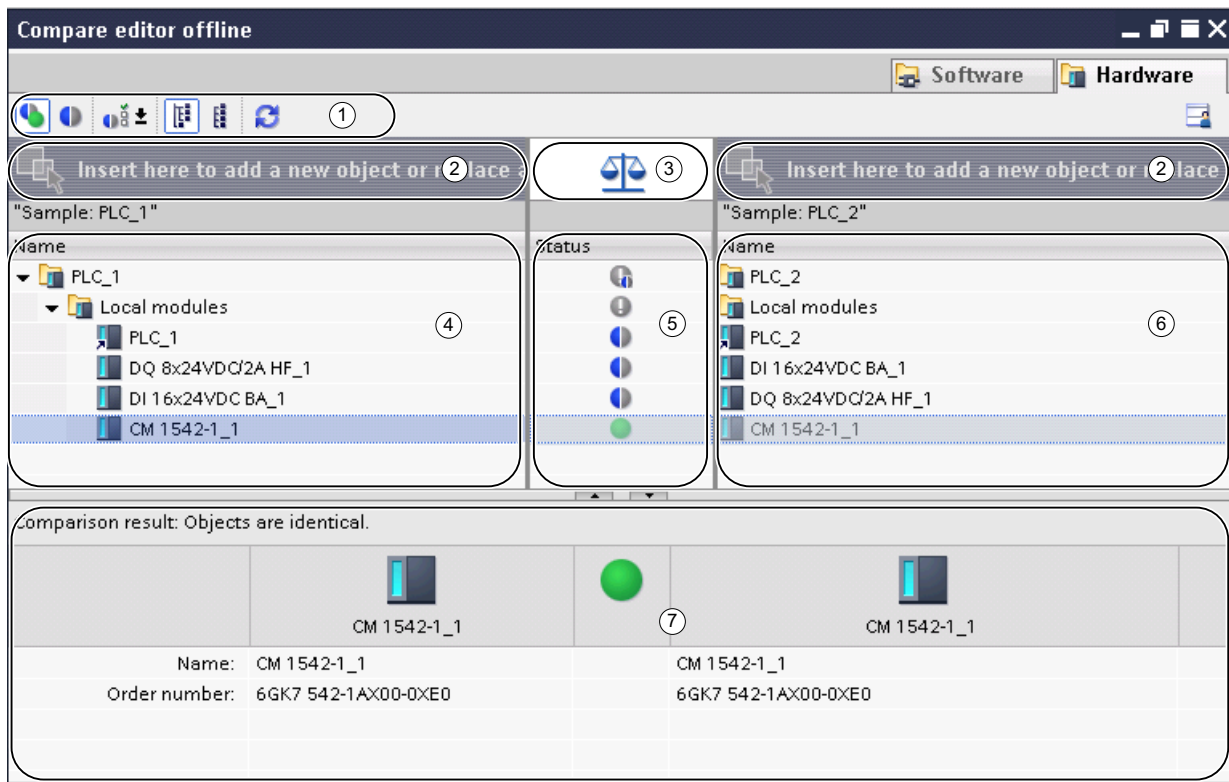 Compare editor offline
Software
Hardware
1
Insert here to add a new object or replace a
2
3
Insert here to add a new object or replace
2
"Sample: PLC_1"
"Sample: PLC_2"
Name
Status
Name
PLC_1
PLC_2
Local modules
Local modules
4
5
6
PLC_1
PLC_2
DQ 8x24VDC/2A HF_1
DI 16x24VDC BA_1
DI 16x24VDC BA_1
DQ 8x24VDC/2A HF_1
CM 1542-1_1
CM 1542-1_1
Comparison result: Objects are identical.
CM 1542-1_1
7
CM 1542-1_1
Name: CM 1542-1_1 CM 1542-1_1
Order number: 6GK7 542-1AX00-0XE0 6GK7 542-1AX00-0XE0